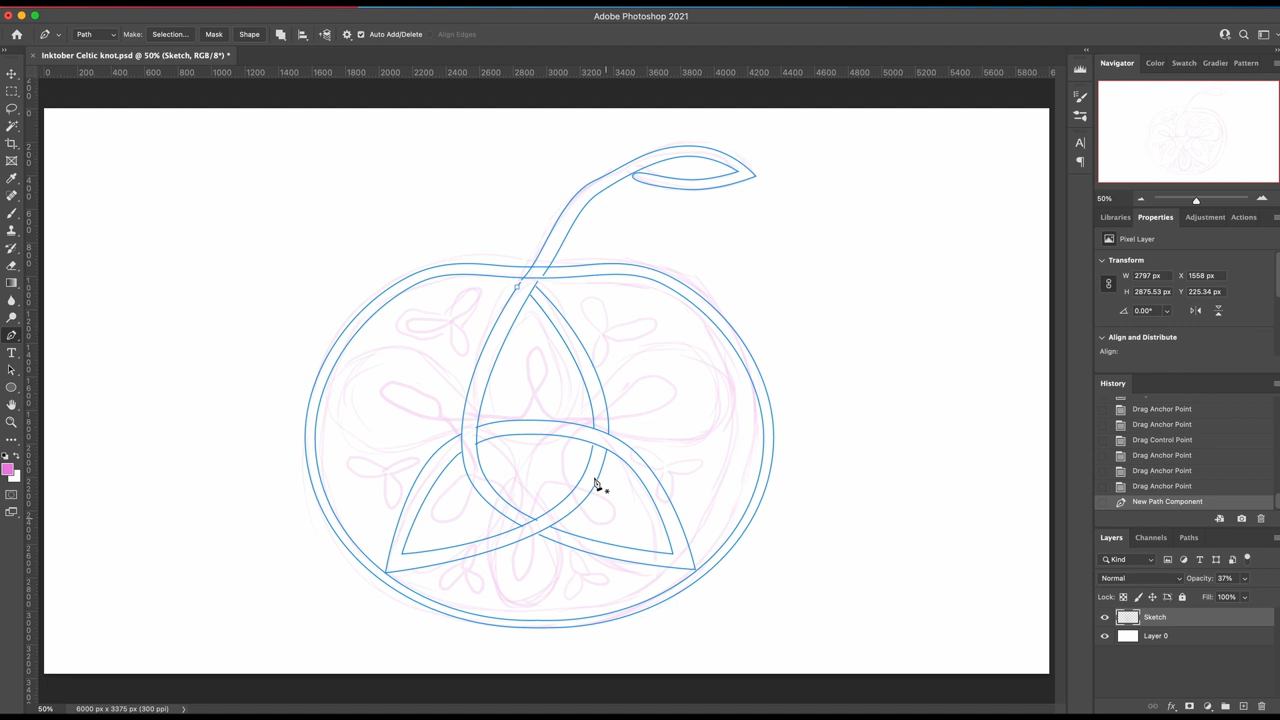 Adobe Photoshop 2021
Path Make: Selection... Mask Shape Auto Add/Delete Align Edges
Inktober Celtic knot.psd @ 50% (Sketch, RGB/8*) *
0 200 400 600 800 1000 1200 1400 1600 1800 2000 2200 2400 2600 2800 3000 3200 3400 3600 3800 4000 4200 4400 4600 4800 5000 5200 5400 5600 5800 6
Navigator Color Swatch Gradier Pattern
50%
Libraries Properties Adjustment Actions
Pixel Layer
Transform
W 2797 px X 1558 px
H 2875.53 px Y 225.34 px
0.00°
Align and Distribute
Align:
History
Drag Anchor Point
Drag Anchor Point
Drag Control Point
Drag Anchor Point
Drag Anchor Point
Drag Anchor Point
New Path Component
Layers Channels Paths
Kind
Normal Opacity: 37%
Lock: Fill: 100%
Sketch
Layer 0
50% 6000 px x 3375 px (300 ppi)